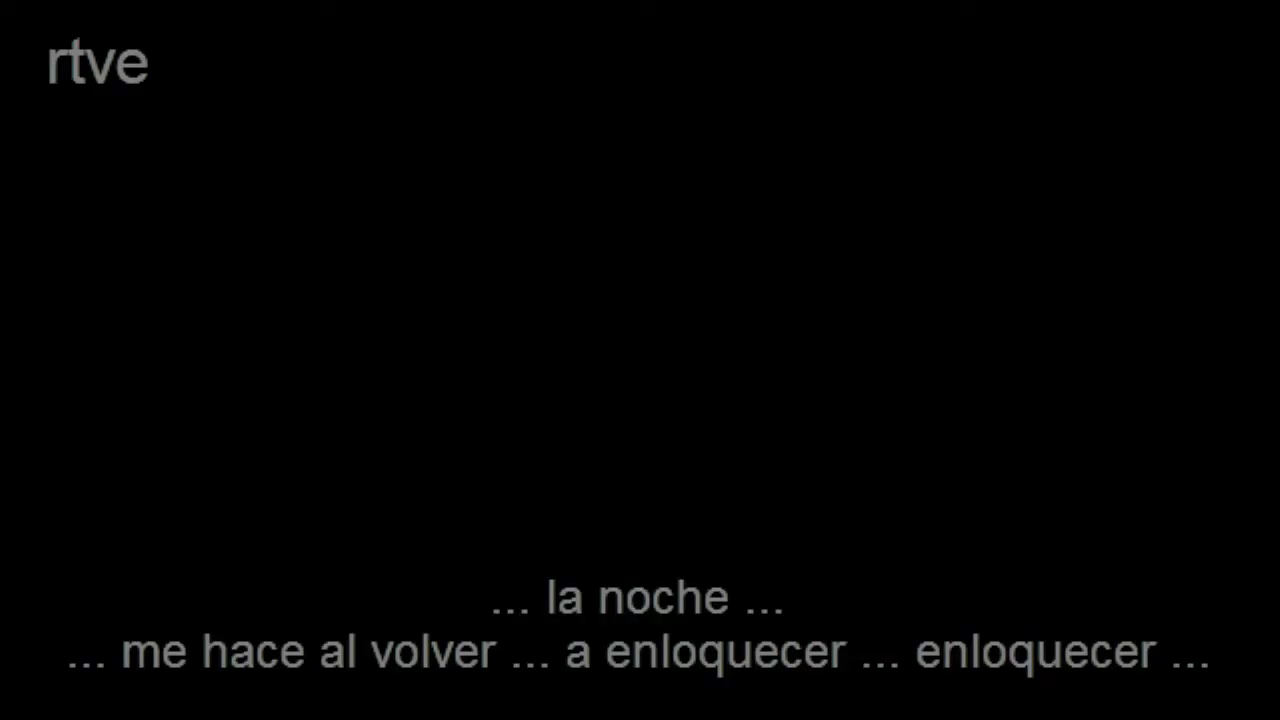 rtve
... la noche ...
... me hace al volver ... a enloquecer ... enloquecer ...